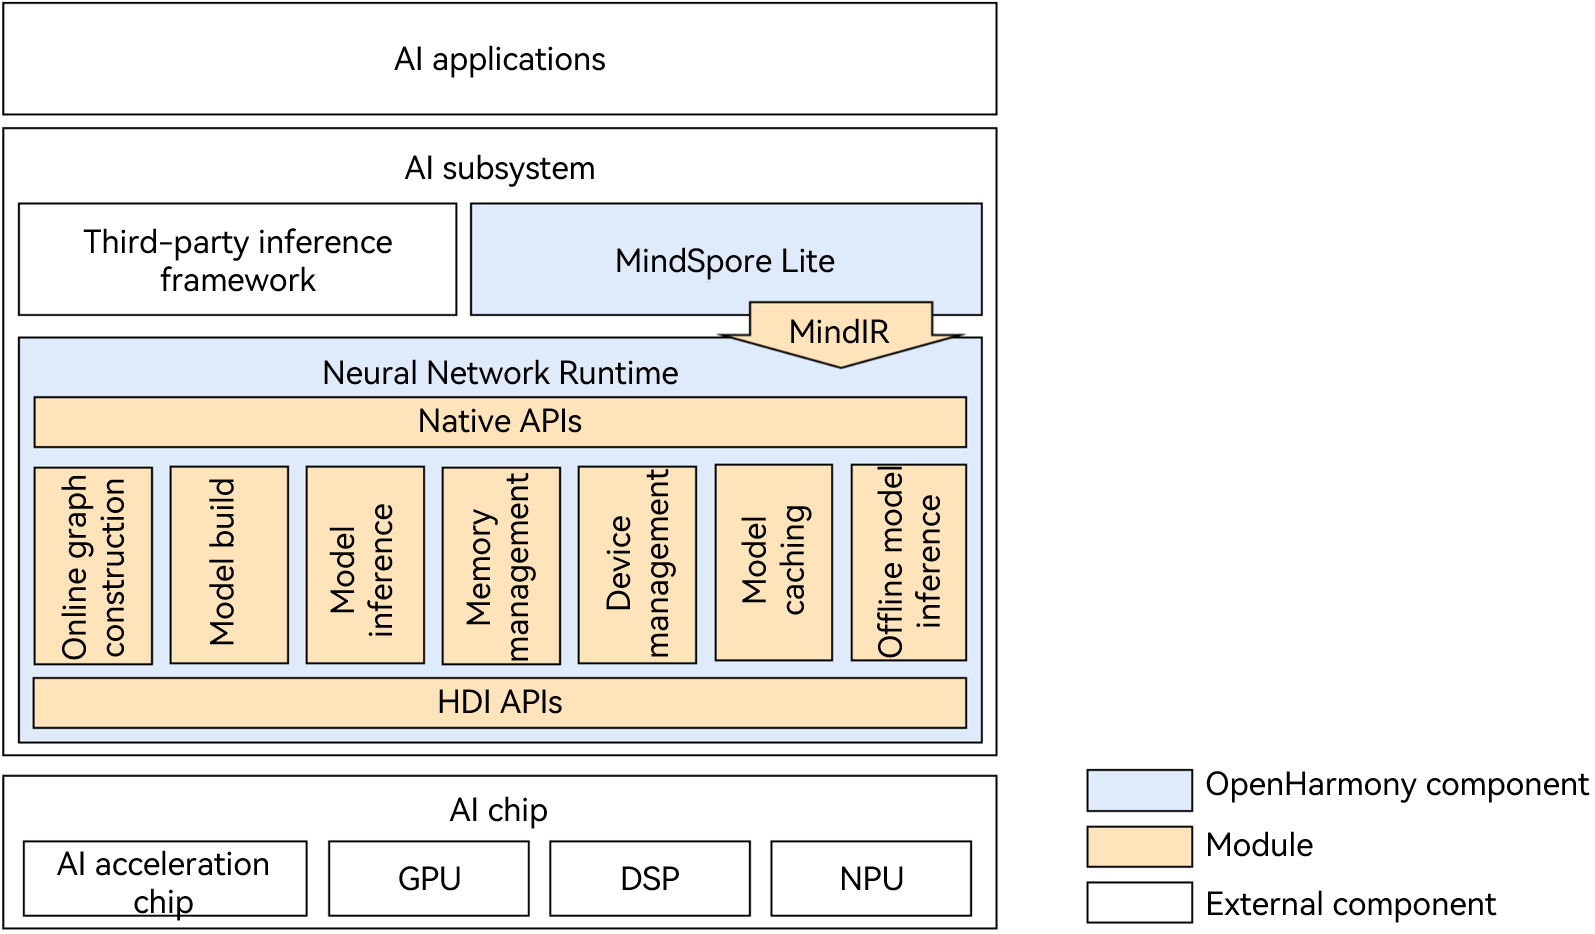 AI applications
AI subsystem
Third-party inference
framework
MindSpore Lite
MindIR
Neural Network Runtime
Native APIs
Online graph
construction
Model build
Model
inference
Memory
management
Device
management
Model
caching
Offline model
inference
HDI APIs
AI chip
AI acceleration
chip
GPU
DSP
NPU
OpenHarmony component
Module
External component